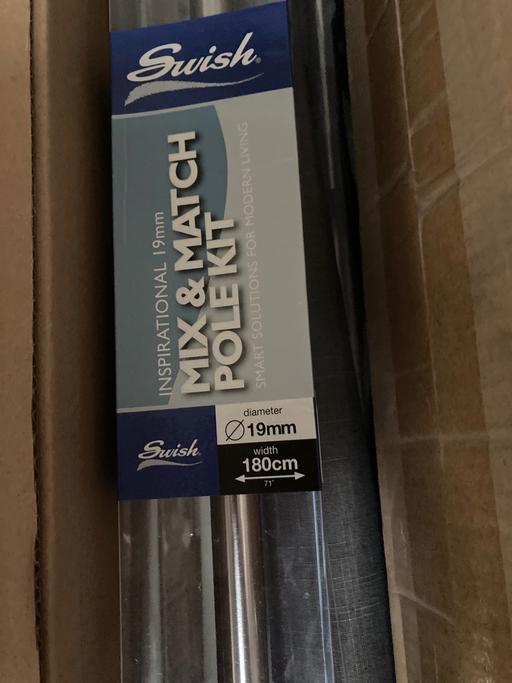 Swish®
INSPIRATIONAL 19mm
MIX & MATCH
POLE KIT
SMART SOLUTIONS FOR MODERN LIVING
Swish®
diameter
Ø 19mm
width
180cm
71"